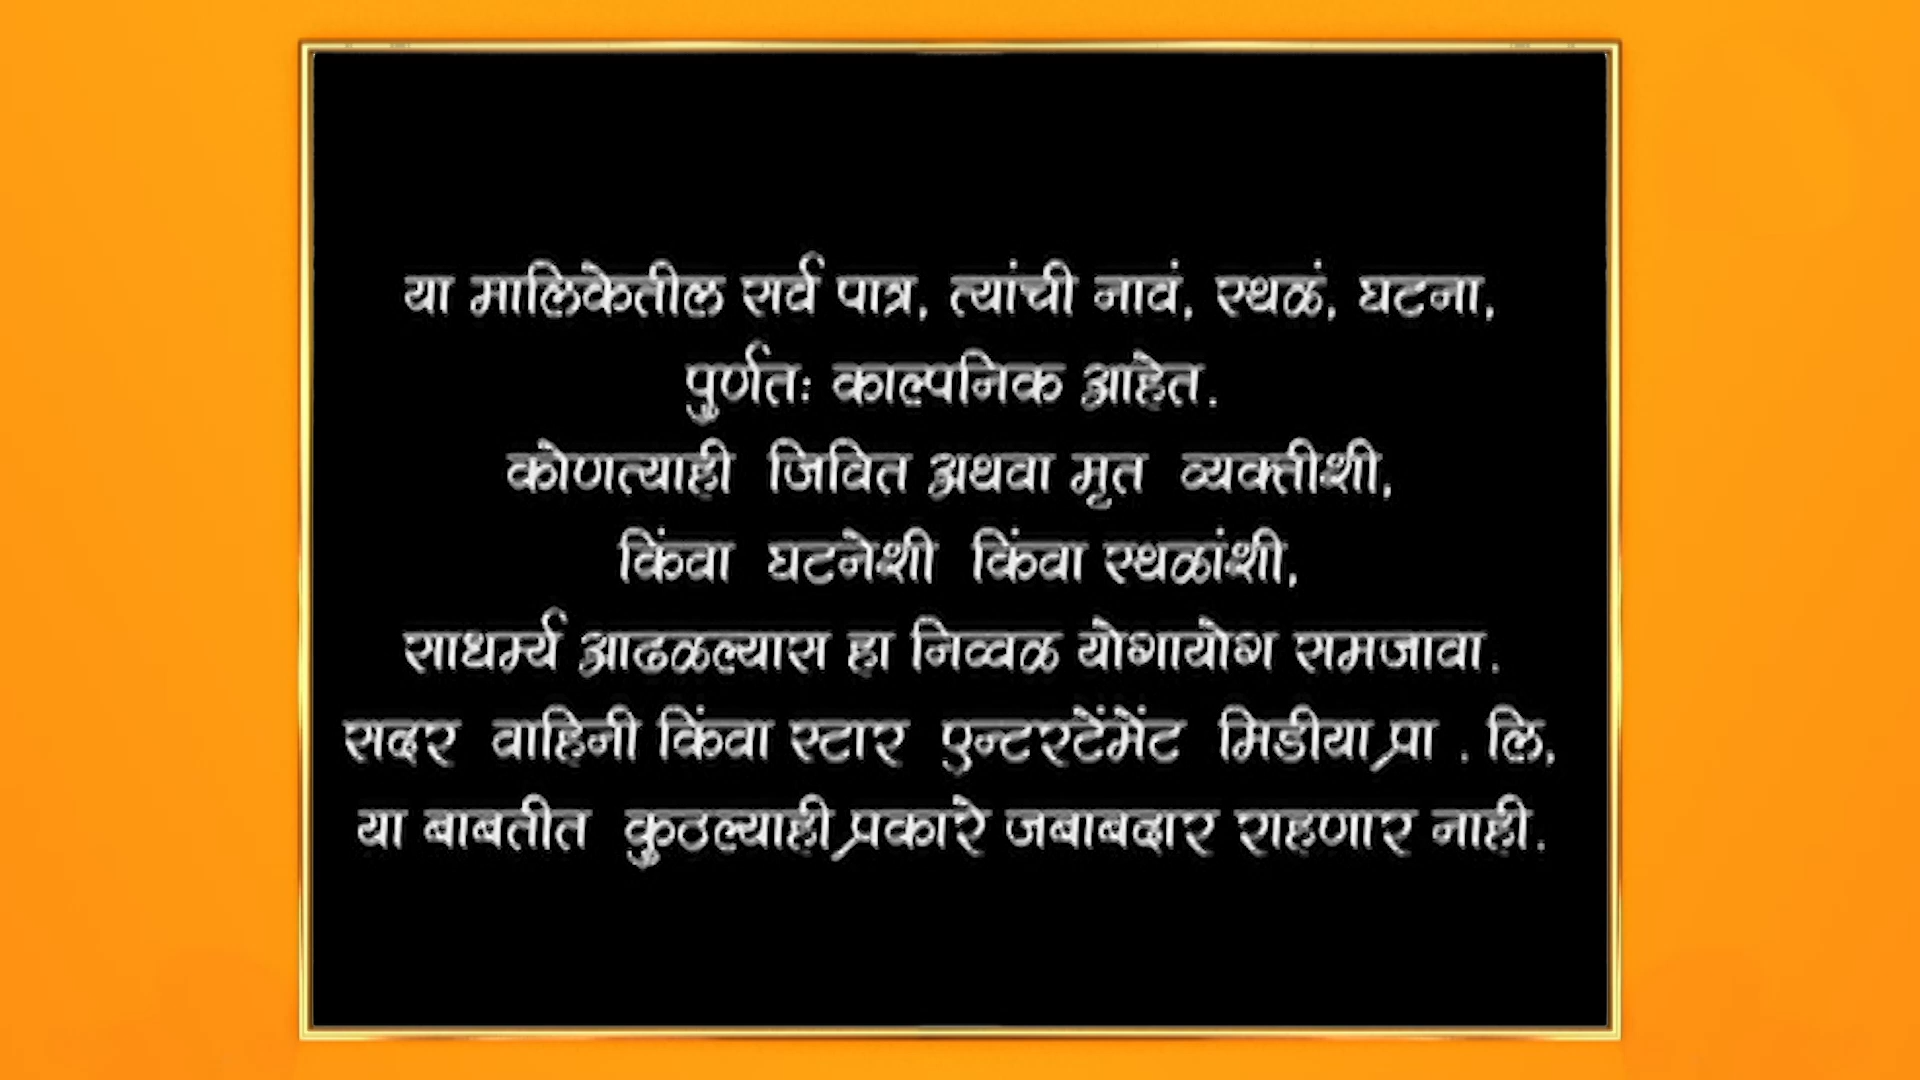 या मालिकेतील सर्व पात्र, त्यांची नावं, स्थळं, घटना,
पुर्णतः काल्पनिक आहेत.
कोणत्याही जिवित अथवा मृत व्यक्तीशी,
किंवा घटनेशी किंवा स्थळांशी,
साधर्म्य आढळल्यास हा निव्वळ योगायोग समजावा.
सदर वाहिनी किंवा स्टार एन्टरटेंमेंट मिडीया प्रा . लि,
या बाबतीत कुठल्याही प्रकारे जबाबदार राहणार नाही.